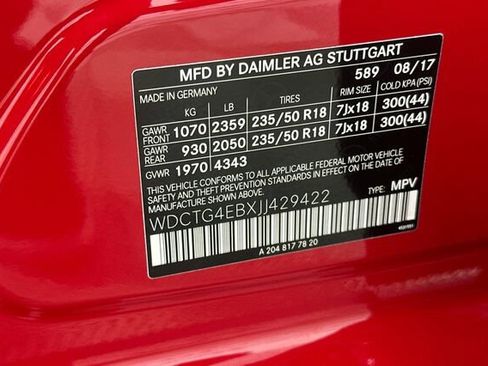 MFD BY DAIMLER AG STUTTGART
MADE IN GERMANY 589 08/17
KG LB TIRES RIM SIZE COLD KPA (PSI)
GAWR FRONT 1070 2359 235/50 R18 7Jx18 300(44)
GAWR REAR 930 2050 235/50 R18 7Jx18 300(44)
GVWR 1970 4343
THIS VEHICLE CONFORMS TO ALL APPLICABLE FEDERAL MOTOR VEHICLE
SAFETY AND THEFT PREVENTION STANDARDS IN EFFECT ON THE DATE
OF MANUFACTURE SHOWN ABOVE.
WDCTG4EBXJJ429422 TYPE: MPV
A 204 817 78 20